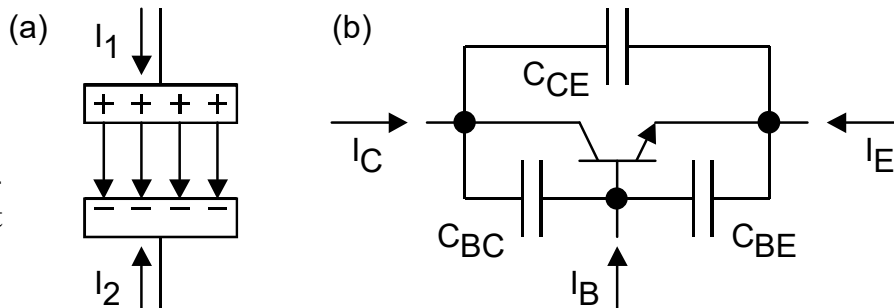 (a)
I1
+ + + +
− − − −
I2
(b)
CCE
IC
IE
CBC
CBE
IB
t